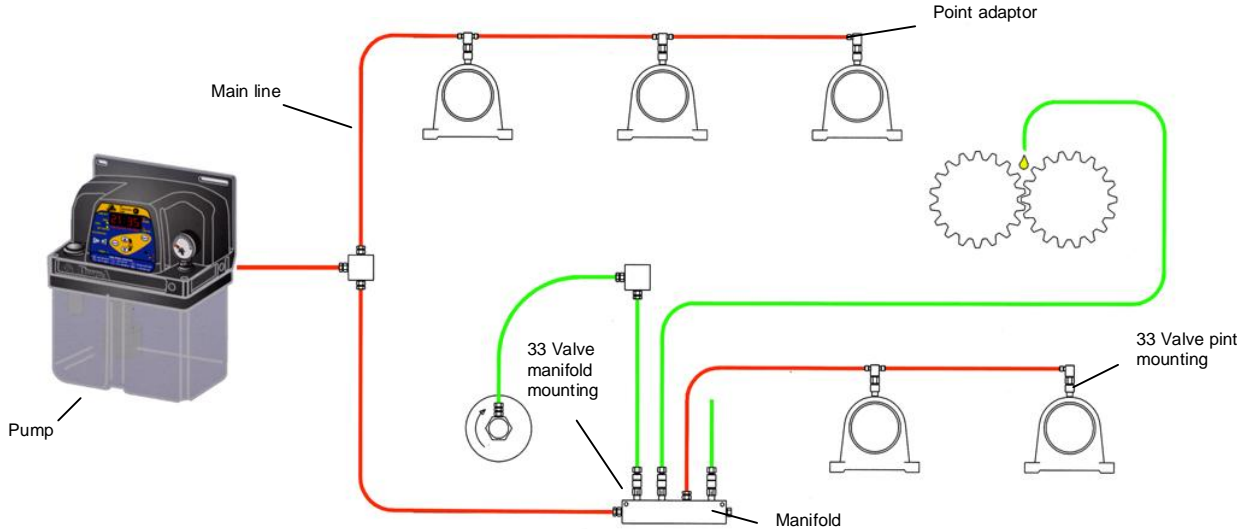 Point adaptor
Main line
33 Valve
manifold
mounting
33 Valve pint
mounting
Pump
Manifold